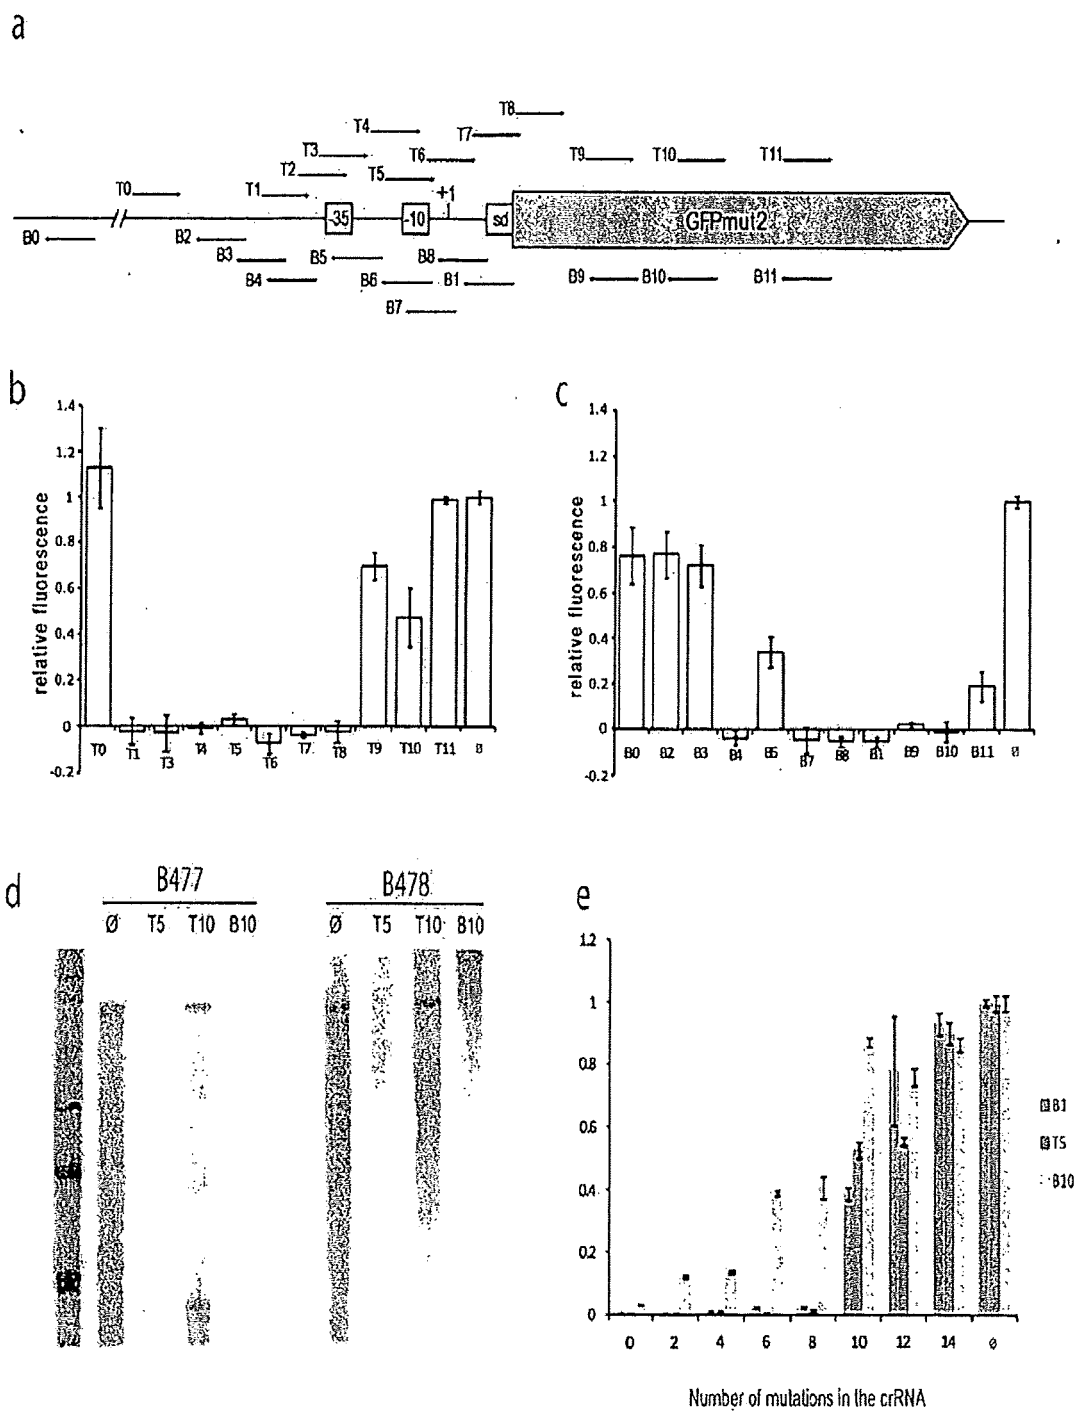 a
T8
T4
T7
T3
T6
T9
T10
T11
T2
T5
+1
T0
T1
-35
-10
sd
GFPmut2
B0
B2
B3
B5
B8
B4
B6
B1
B9
B10
B11
B7
b
relative fluorescence
1.4
1.2
1
0.8
0.6
0.4
0.2
0
-0.2
T0
T1
T3
T4
T5
T6
T7
T8
T9
T10
T11
ø
c
relative fluorescence
1.4
1.2
1
0.8
0.6
0.4
0.2
0
-0.2
B0
B2
B3
B4
B5
B7
B8
B1
B9
B10
B11
ø
d
B477
B478
Ø T5 T10 B10
Ø T5 T10 B10
e
1.2
1
0.8
0.6
0.4
0.2
0
0 2 4 6 8 10 12 14 ø
Number of mutations in the crRNA
B1
T5
B10